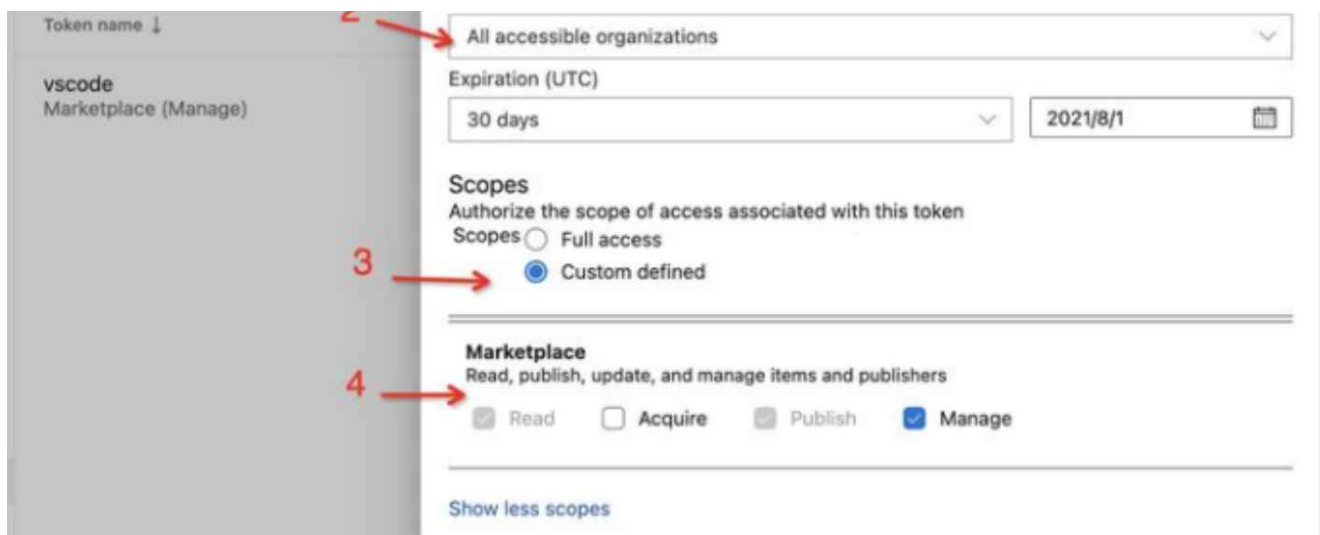 Token name ↓
vscode
Marketplace (Manage)
2
All accessible organizations
Expiration (UTC)
30 days
2021/8/1
Scopes
Authorize the scope of access associated with this token
Scopes Full access
3
Custom defined
Marketplace
Read, publish, update, and manage items and publishers
4
Read Acquire Publish Manage
Show less scopes